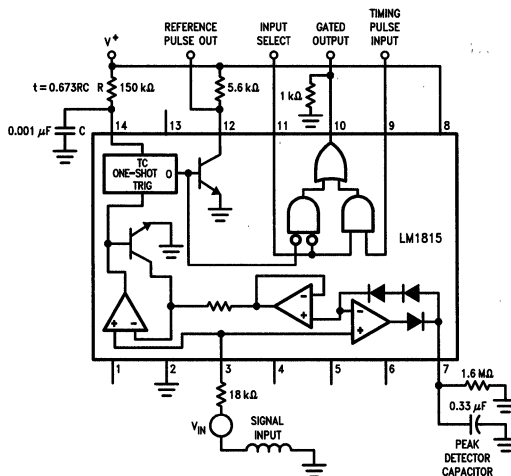 REFERENCE
PULSE OUT
INPUT
SELECT
GATED
OUTPUT
TIMING
PULSE
INPUT
V+
t = 0.673RC R 150 kΩ
5.6 kΩ
1 kΩ
0.001 μF C
14 13 12 11 10 9 8
TC
ONE-SHOT O
TRIG
LM1815
+ -
-
+
-
+
1 2 3 4 5 6 7
18 kΩ
1.6 MΩ
0.33 μF
VIN
SIGNAL
INPUT
PEAK
DETECTOR
CAPACITOR